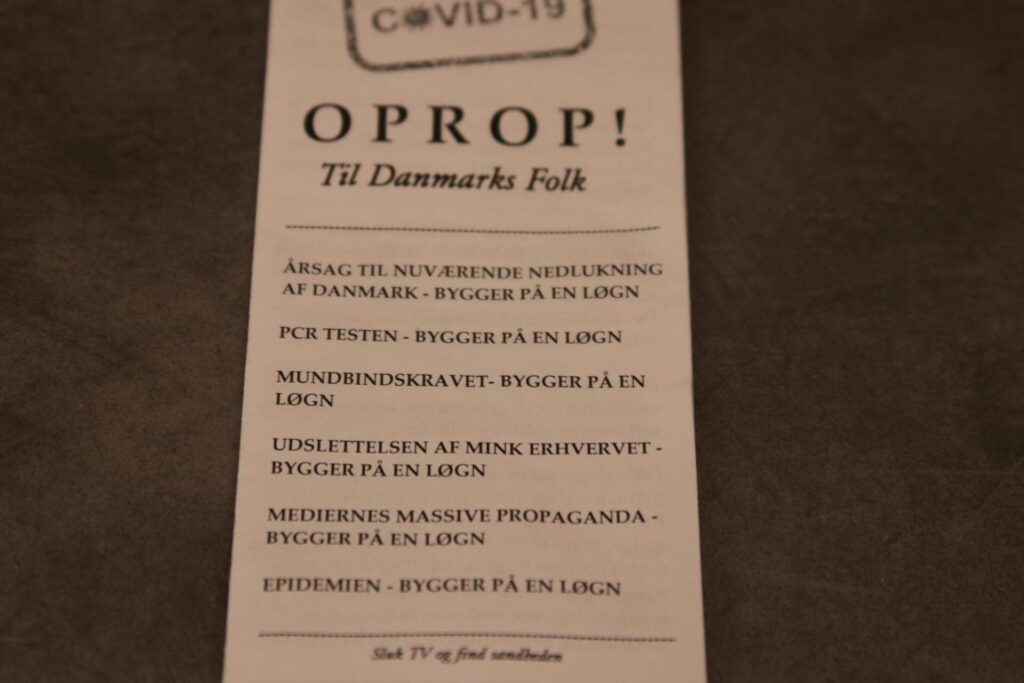 COVID-19
OPROP!
Til Danmarks Folk
ÅRSAG TIL NUVÆRENDE NEDLUKNING
AF DANMARK - BYGGER PÅ EN LØGN
PCR TESTEN - BYGGER PÅ EN LØGN
MUNDBINDSKRAVET- BYGGER PÅ EN
LØGN
UDSLETTELSEN AF MINK ERHVERVET -
BYGGER PÅ EN LØGN
MEDIERNES MASSIVE PROPAGANDA -
BYGGER PÅ EN LØGN
EPIDEMIEN - BYGGER PÅ EN LØGN
Sluk TV og find sandheden